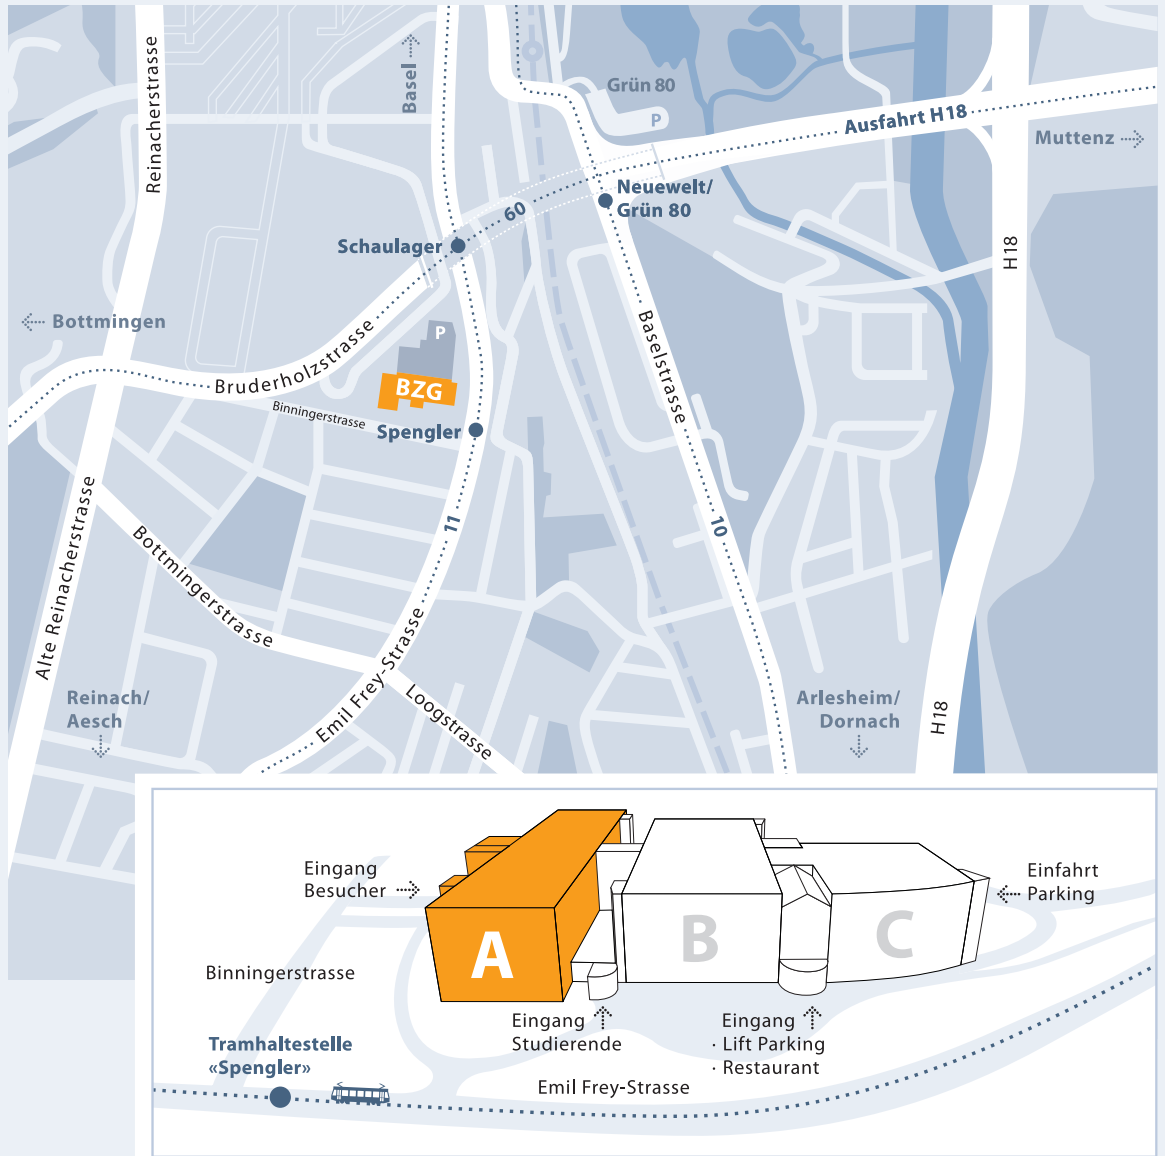 Reinacherstrasse
Basel
Grün 80
P
Ausfahrt H18
Muttenz
Neuewelt/
Grün 80
60
Schaulager
H18
Bottmingen
P
Bruderholzstrasse
Baselstrasse
BZG
Binningerstrasse
Spengler
11
10
Alte Reinacherstrasse
Bottmingerstrasse
Emil Frey-Strasse
Loogstrasse
Reinach/
Aesch
Arlesheim/
Dornach
H18
Eingang
Besucher
Einfahrt
Parking
A
B
C
Binningerstrasse
Eingang
Studierende
Eingang
· Lift Parking
· Restaurant
Tramhaltestelle
«Spengler»
Emil Frey-Strasse